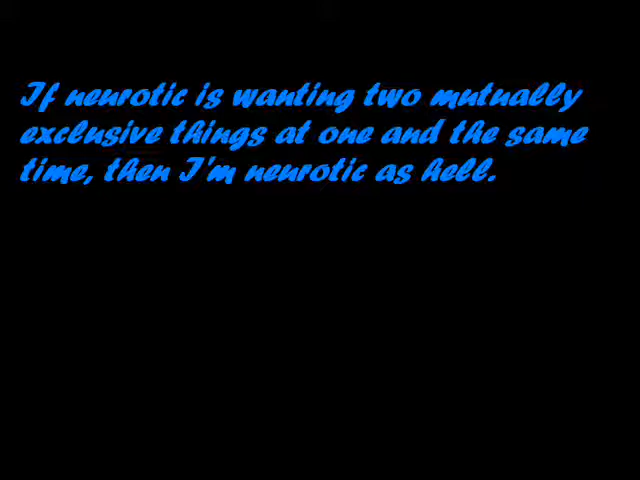 If neurotic is wanting two mutually
exclusive things at one and the same
time, then I'm neurotic as hell.